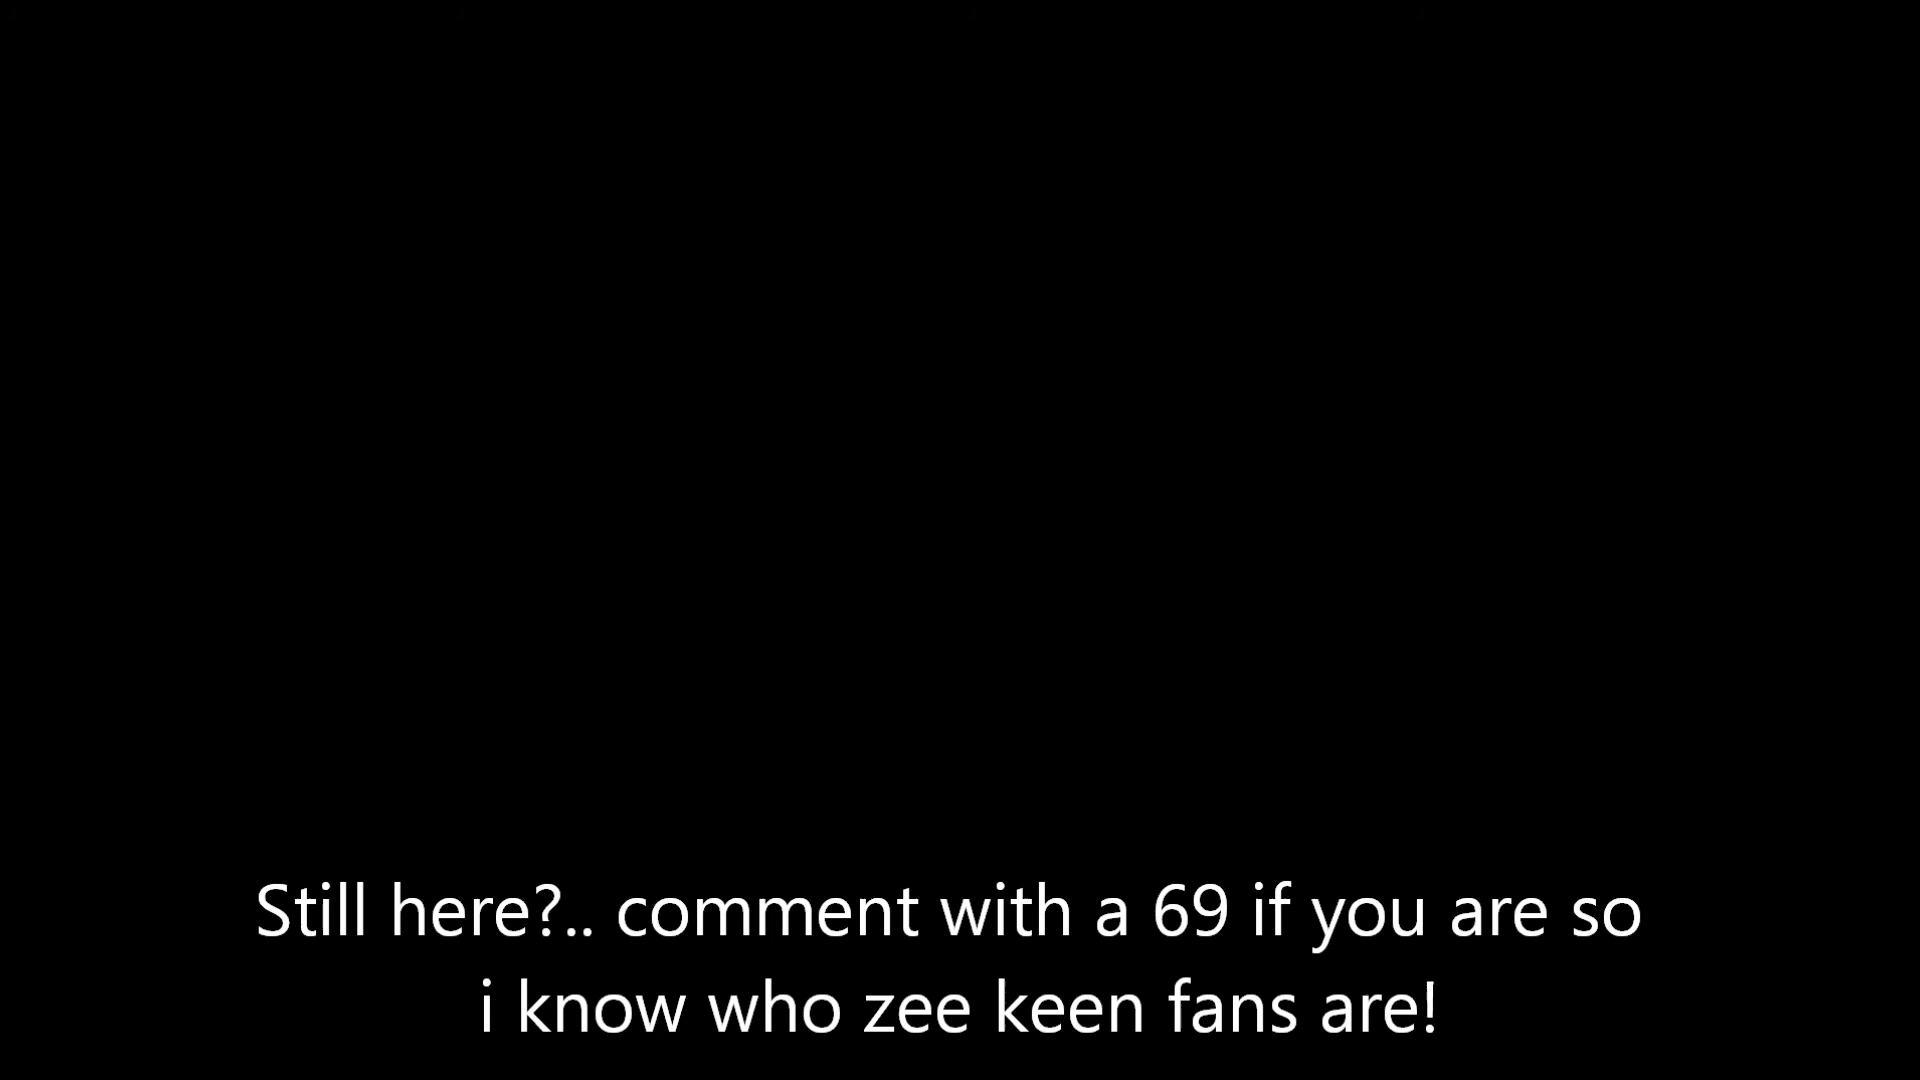 Still here?.. comment with a 69 if you are so
i know who zee keen fans are!